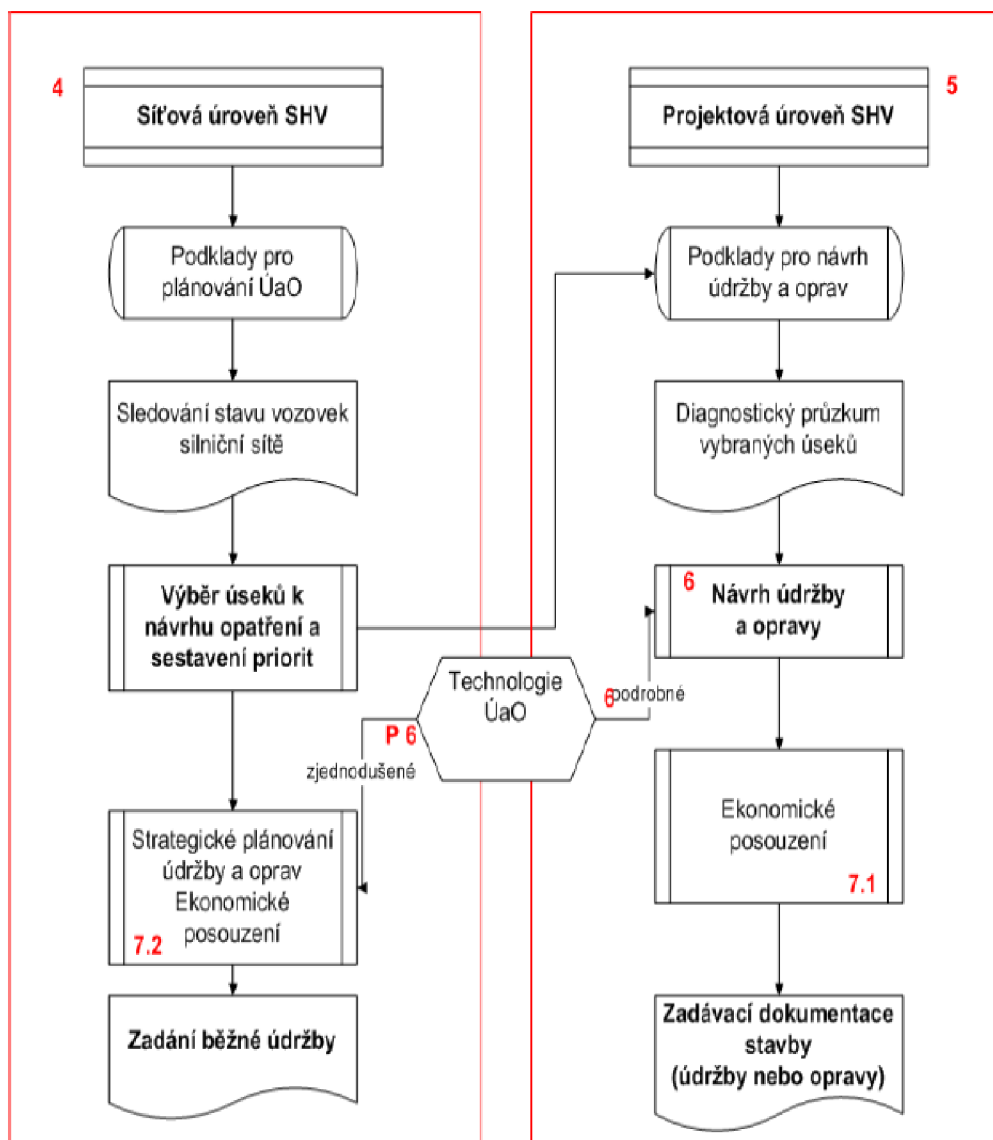 4
Síťová úroveň SHV
Podklady pro
plánování ÚaO
Sledování stavu vozovek
silniční sítě
Výběr úseků k
návrhu opatření a
sestavení priorit
Strategické plánování
údržby a oprav
Ekonomické
posouzení
7.2
Zadání běžné údržby
Technologie
ÚaO
P 6
zjednodušené
6
podrobné
5
Projektová úroveň SHV
Podklady pro návrh
údržby a oprav
Diagnostický průzkum
vybraných úseků
6
Návrh údržby
a opravy
Ekonomické
posouzení
7.1
Zadávací dokumentace
stavby
(údržby nebo opravy)